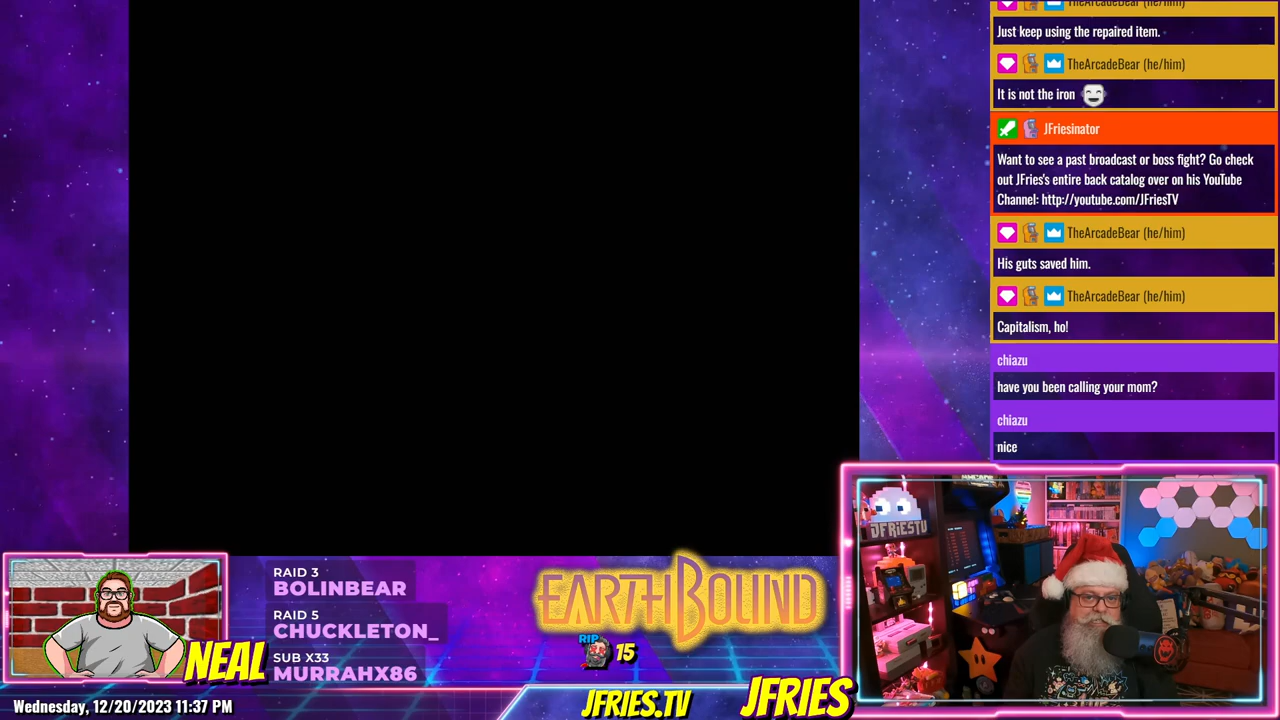 TheArcadeBear (he/him)
Just keep using the repaired item.
TheArcadeBear (he/him)
It is not the iron
JFriesinator
Want to see a past broadcast or boss fight? Go check
out JFries's entire back catalog over on his YouTube
Channel: http://youtube.com/JFriesTV
TheArcadeBear (he/him)
His guts saved him.
TheArcadeBear (he/him)
Capitalism, ho!
chiazu
have you been calling your mom?
chiazu
nice
JFRIESTV
RAID 3
BOLINBEAR
RAID 5
CHUCKLETON_
SUB X33
MURRAHX86
NEAL
EARTHBOUND
RIP
15
JFRIES.TV
JFRIES
Wednesday, 12/20/2023 11:37 PM